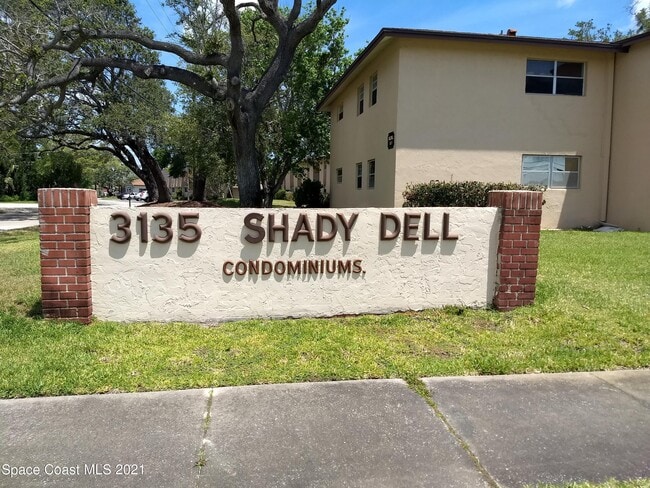 3135 SHADY DELL
CONDOMINIUMS.
Space Coast MLS 2021